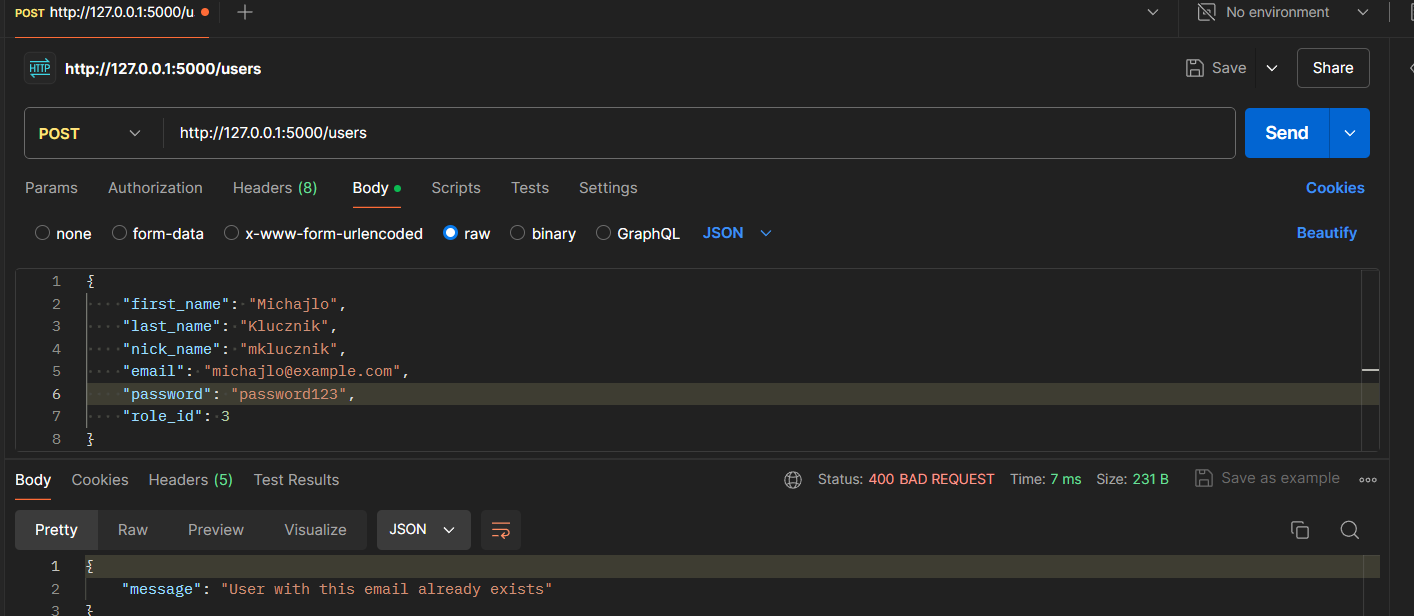 POST http://127.0.0.1:5000/u
No environment
HTTP http://127.0.0.1:5000/users
Save
Share
POST http://127.0.0.1:5000/users
Send
Params Authorization Headers (8) Body Scripts Tests Settings
Cookies
none form-data x-www-form-urlencoded raw binary GraphQL JSON
Beautify
1 {
2 "first_name": "Michajlo",
3 "last_name": "Klucznik",
4 "nick_name": "mklucznik",
5 "email": "michajlo@example.com",
6 "password": "password123",
7 "role_id": 3
8 }
Body Cookies Headers (5) Test Results
Status: 400 BAD REQUEST Time: 7 ms Size: 231 B
Save as example
Pretty Raw Preview Visualize JSON
1 {
2 "message": "User with this email already exists"
3 }